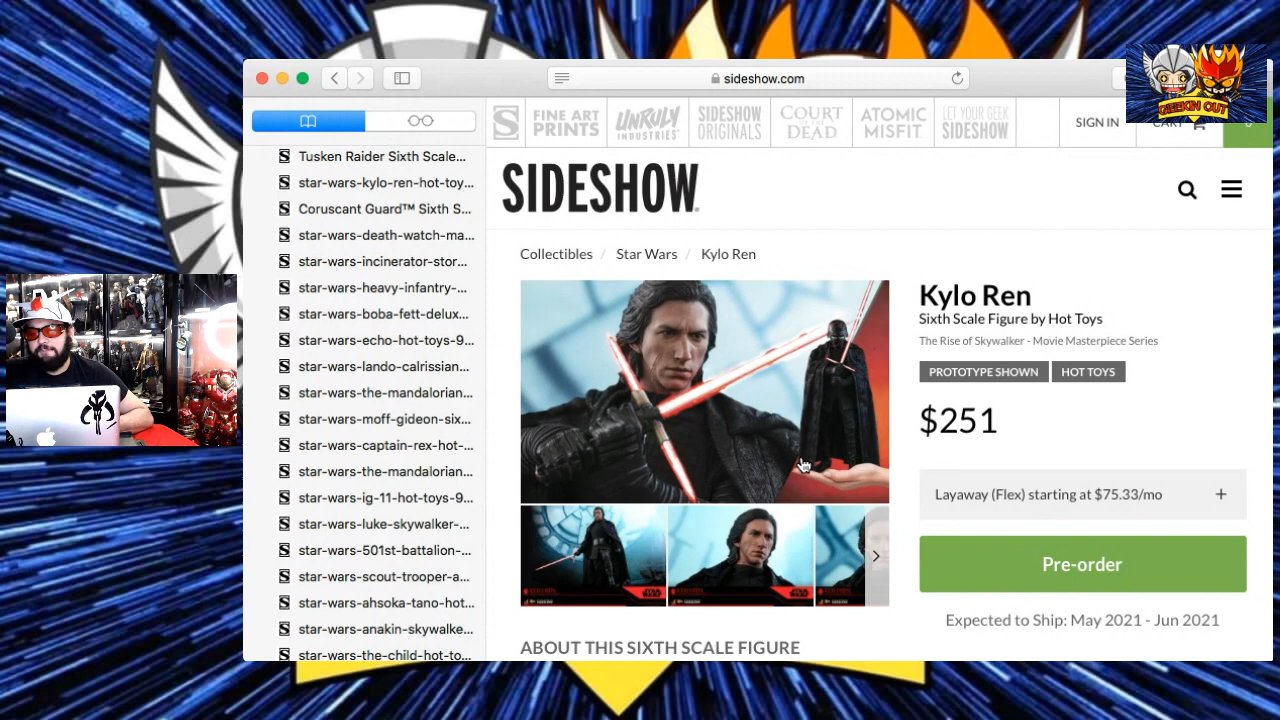 sideshow.com
GEEKIN OUT
S FINE ART PRINTS
UNRULY INDUSTRIES
SIDESHOW ORIGINALS
COURT OF THE DEAD
ATOMIC MISFIT
LET YOUR GEEK SIDESHOW
SIGN IN
CART
0
Tusken Raider Sixth Scale...
star-wars-kylo-ren-hot-toy...
Coruscant Guard™ Sixth S...
star-wars-death-watch-ma...
star-wars-incinerator-stor...
star-wars-heavy-infantry-...
star-wars-boba-fett-delux...
star-wars-echo-hot-toys-9...
star-wars-lando-calrissian...
star-wars-the-mandalorian...
star-wars-moff-gideon-six...
star-wars-captain-rex-hot-...
star-wars-the-mandalorian...
star-wars-ig-11-hot-toys-9...
star-wars-luke-skywalker-...
star-wars-501st-battalion-...
star-wars-scout-trooper-a...
star-wars-ahsoka-tano-hot...
star-wars-anakin-skywalke...
star-wars-the-child-hot-to...
SIDESHOW
Collectibles / Star Wars / Kylo Ren
Kylo Ren
Sixth Scale Figure by Hot Toys
The Rise of Skywalker - Movie Masterpiece Series
PROTOTYPE SHOWN
HOT TOYS
$251
Layaway (Flex) starting at $75.33/mo +
Pre-order
Expected to Ship: May 2021 - Jun 2021
STAR WARS
STAR WARS
ABOUT THIS SIXTH SCALE FIGURE